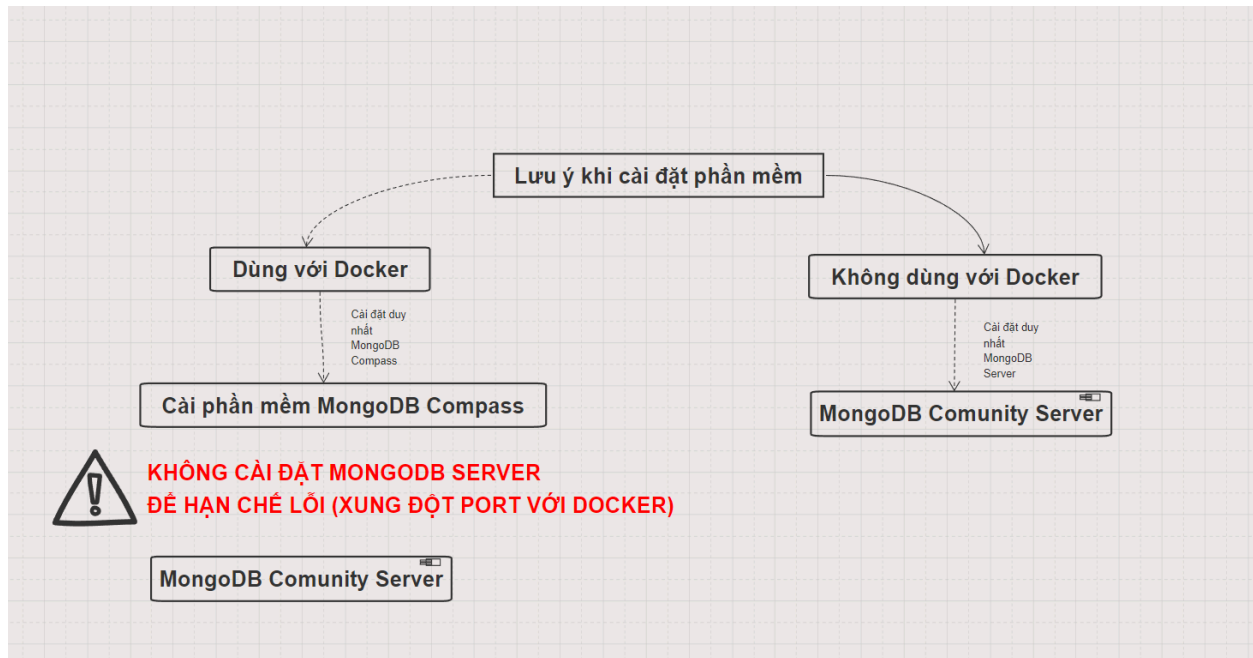 Lưu ý khi cài đặt phần mềm
Dùng với Docker
Không dùng với Docker
Cài đặt duy
nhất
MongoDB
Compass
Cài đặt duy
nhất
MongoDB
Server
Cài phần mềm MongoDB Compass
MongoDB Comunity Server
KHÔNG CÀI ĐẶT MONGODB SERVER
ĐỂ HẠN CHẾ LỖI (XUNG ĐỘT PORT VỚI DOCKER)
MongoDB Comunity Server